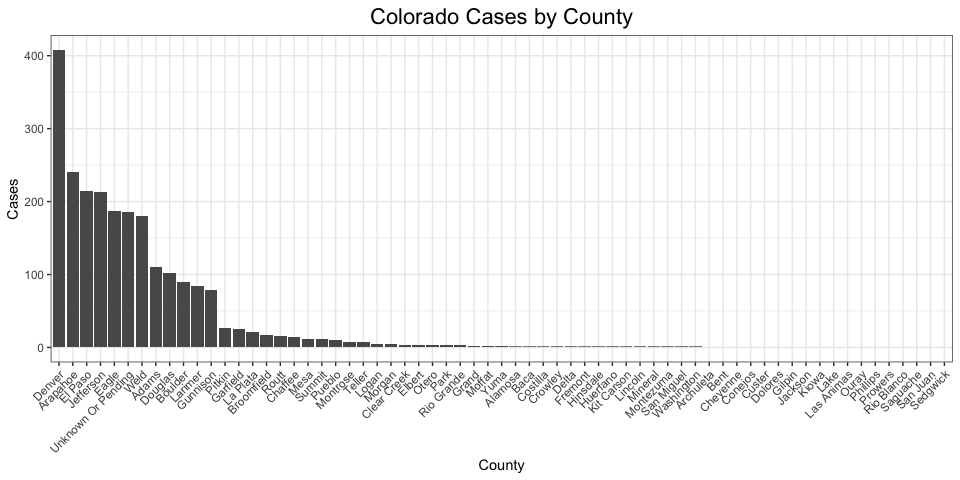 Colorado Cases by County
Cases
400
300
200
100
0
Denver
Arapahoe
El Paso
Jefferson
Eagle
Unknown Or Pending
Weld
Adams
Douglas
Boulder
Larimer
Gunnison
Pitkin
Garfield
La Plata
Broomfield
Routt
Chaffee
Mesa
Summit
Pueblo
Montrose
Teller
Logan
Morgan
Clear Creek
Elbert
Otero
Park
Rio Grande
Grand
Moffat
Yuma
Alamosa
Baca
Costilla
Crowley
Delta
Fremont
Hinsdale
Huerfano
Kit Carson
Lincoln
Mineral
Montezuma
San Miguel
Washington
Archuleta
Bent
Cheyenne
Conejos
Custer
Dolores
Gilpin
Jackson
Kiowa
Lake
Las Animas
Ouray
Phillips
Prowers
Rio Blanco
Saguache
San Juan
Sedgwick
County